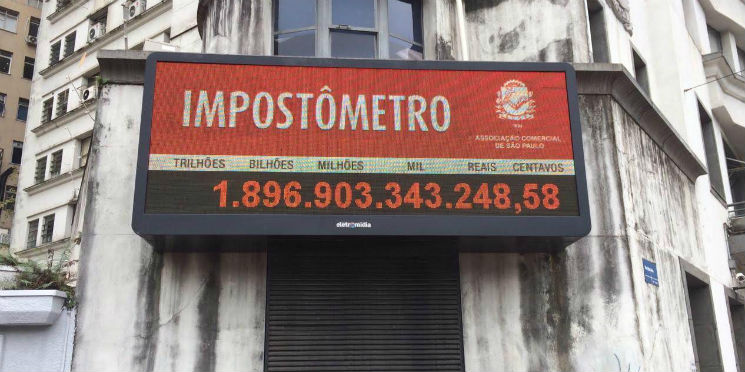 IMPOSTÔMETRO
ASSOCIAÇÃO COMERCIAL
DE SÃO PAULO
TRILHÕES BILHÕES MILHÕES MIL REAIS CENTAVOS
1.896.903.343.248,58
eletromidia